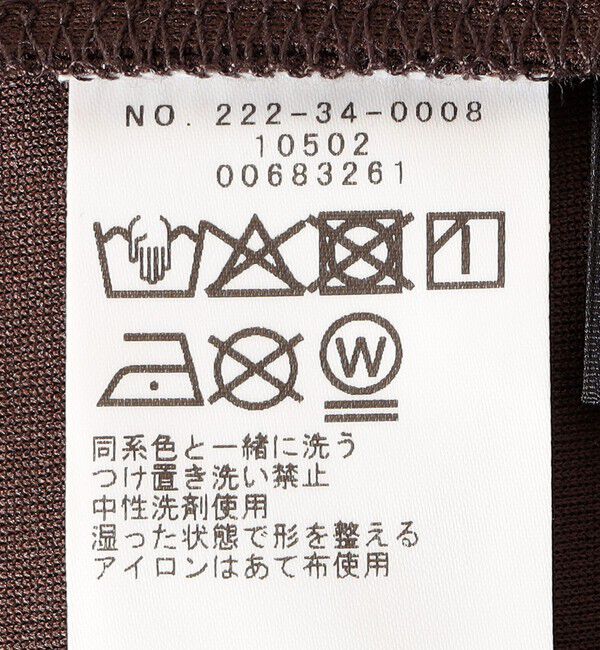 NO. 222-34-0008
10502
00683261
W
同系色と一緒に洗う
つけ置き洗い禁止
中性洗剤使用
湿った状態で形を整える
アイロンはあて布使用